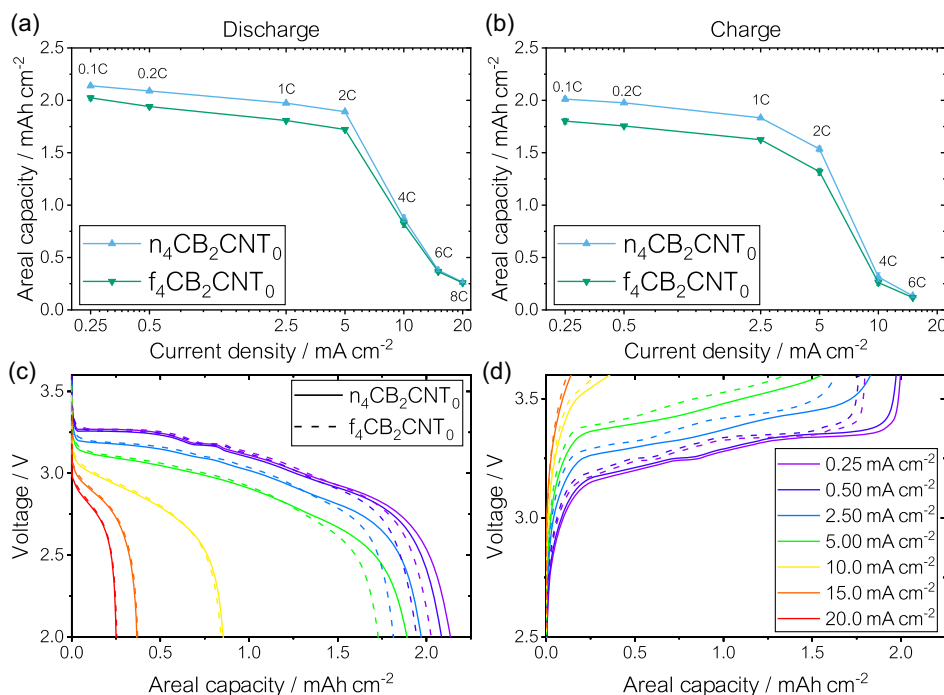 (a)
Discharge
2.5
2.0
1.5
1.0
0.5
0.0
Areal capacity / mAh cm⁻²
0.1C
0.2C
1C
2C
4C
6C
8C
n₄CB₂CNT₀
f₄CB₂CNT₀
0.25
0.5
2.5
5
10
20
Current density / mA cm⁻²
(b)
Charge
2.5
2.0
1.5
1.0
0.5
0.0
Areal capacity / mAh cm⁻²
0.1C
0.2C
1C
2C
4C
6C
n₄CB₂CNT₀
f₄CB₂CNT₀
0.25
0.5
2.5
5
10
20
Current density / mA cm⁻²
(c)
3.5
3.0
2.5
2.0
Voltage / V
n₄CB₂CNT₀
f₄CB₂CNT₀
0.0
0.5
1.0
1.5
2.0
Areal capacity / mAh cm⁻²
(d)
3.5
3.0
2.5
Voltage / V
0.25 mA cm⁻²
0.50 mA cm⁻²
2.50 mA cm⁻²
5.00 mA cm⁻²
10.0 mA cm⁻²
15.0 mA cm⁻²
20.0 mA cm⁻²
0.0
0.5
1.0
1.5
2.0
Areal capacity / mAh cm⁻²